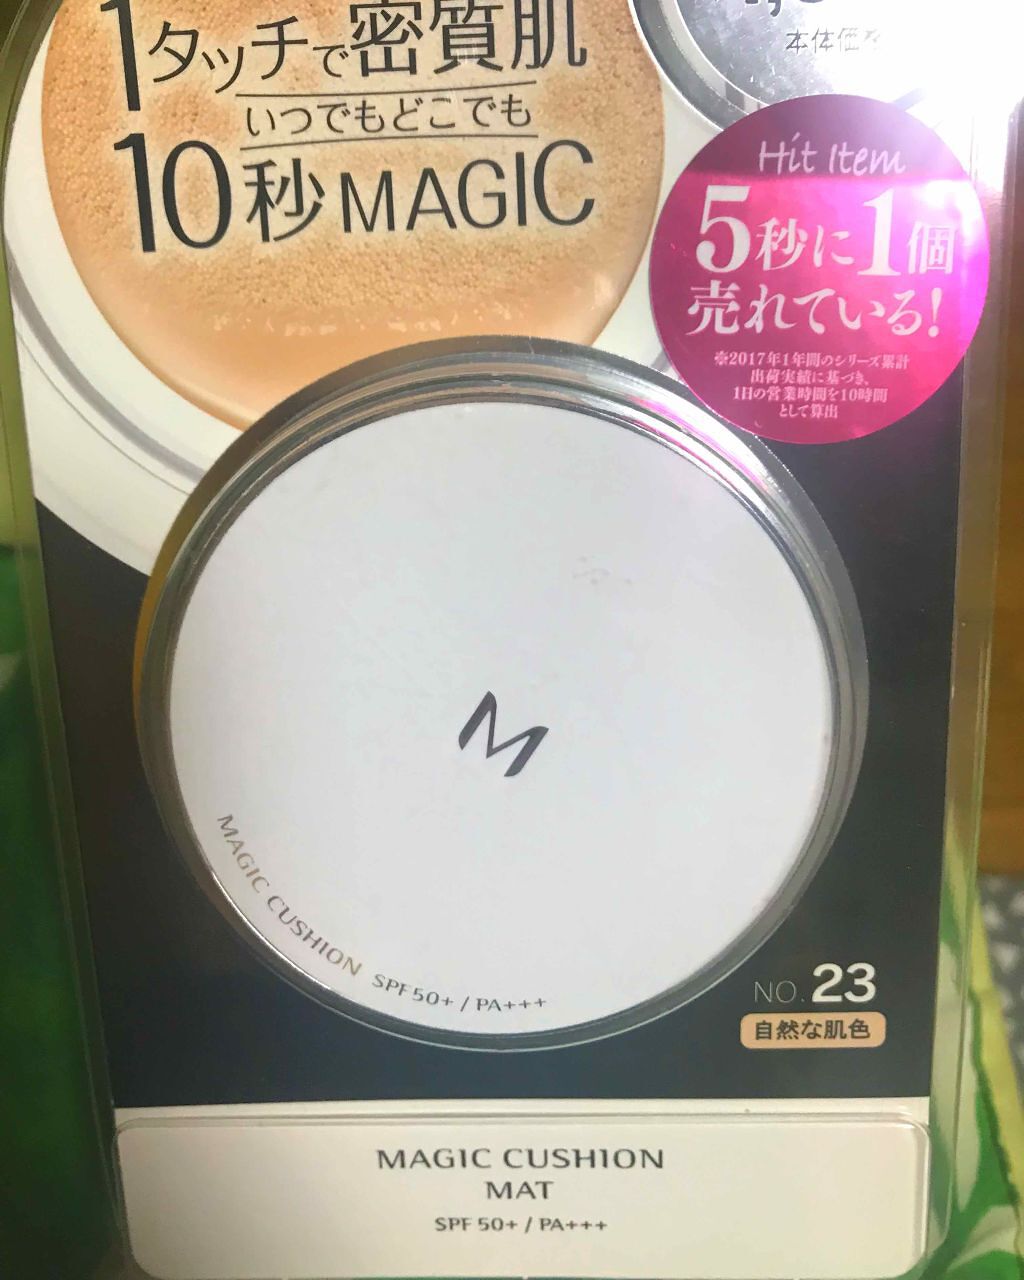 1タッチで密質肌
いつでもどこでも
10秒MAGIC
本体価
Hit Item
5秒に1個
売れている!
※2017年1年間のシリーズ累計
出荷実績に基づき、
1日の営業時間を10時間
として算出
M
MAGIC CUSHION SPF50+ / PA+++
NO. 23
自然な肌色
MAGIC CUSHION
MAT
SPF 50+ / PA+++